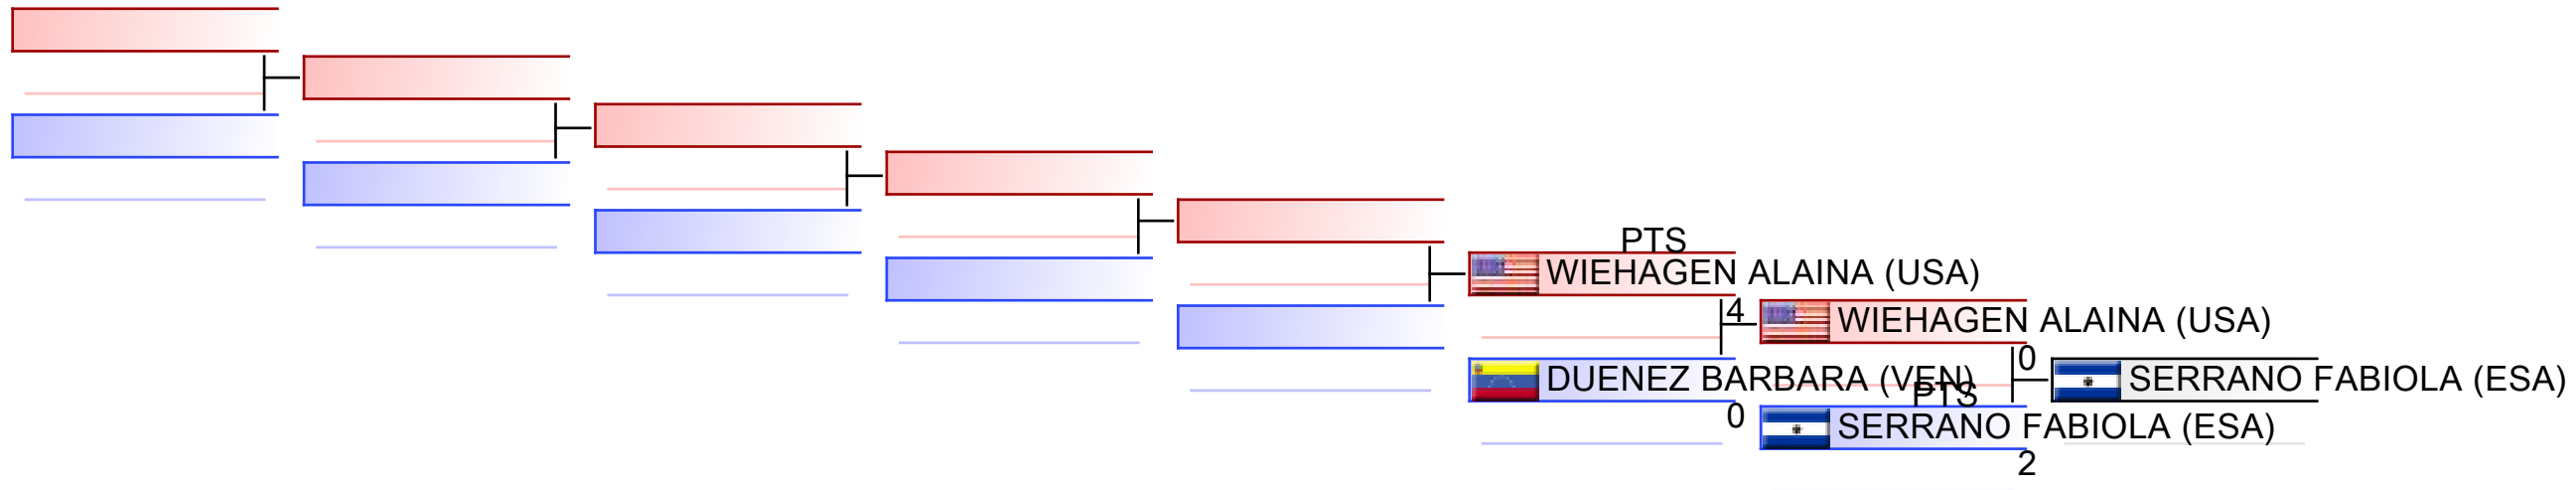 PTS
WIEHAGEN ALAINA (USA)
4
WIEHAGEN ALAINA (USA)
0
DUENEZ BARBARA (VEN)
SERRANO FABIOLA (ESA)
PTS
0
SERRANO FABIOLA (ESA)
2